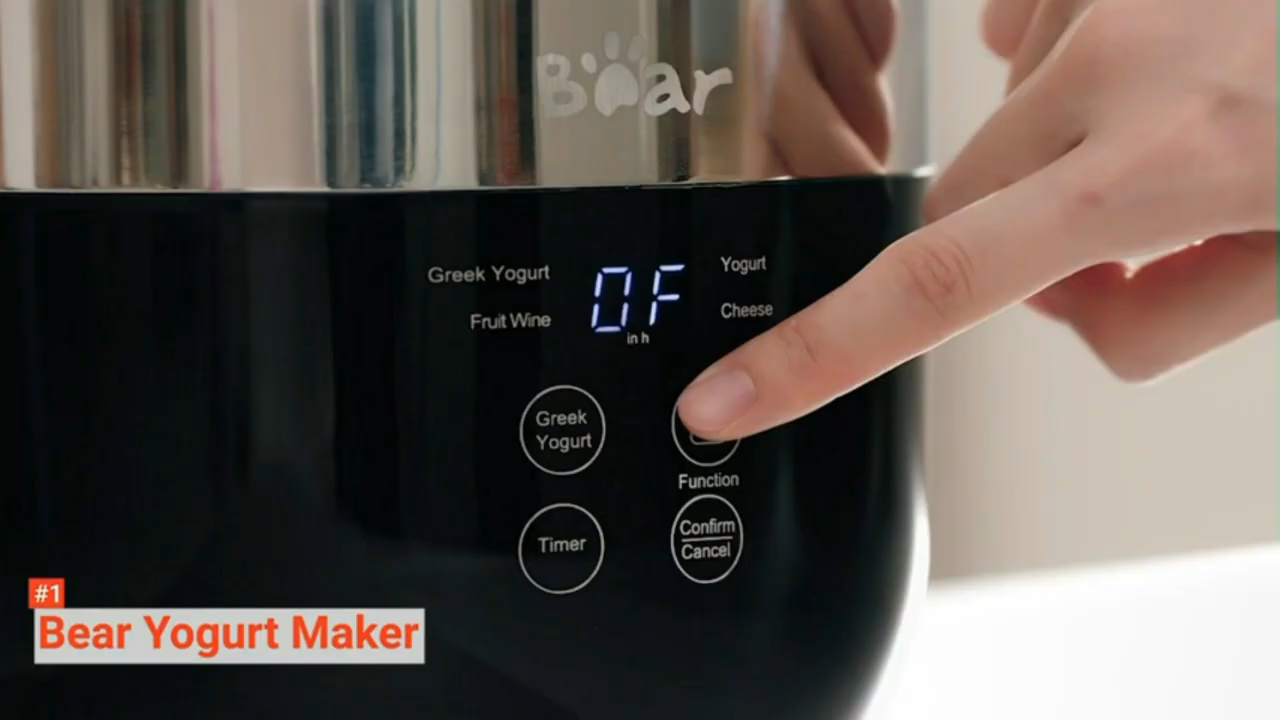 Bear
Greek Yogurt
0F
Yogurt
Fruit Wine
in h
Cheese
Greek
Yogurt
Function
Timer
Confirm
Cancel
#1
Bear Yogurt Maker